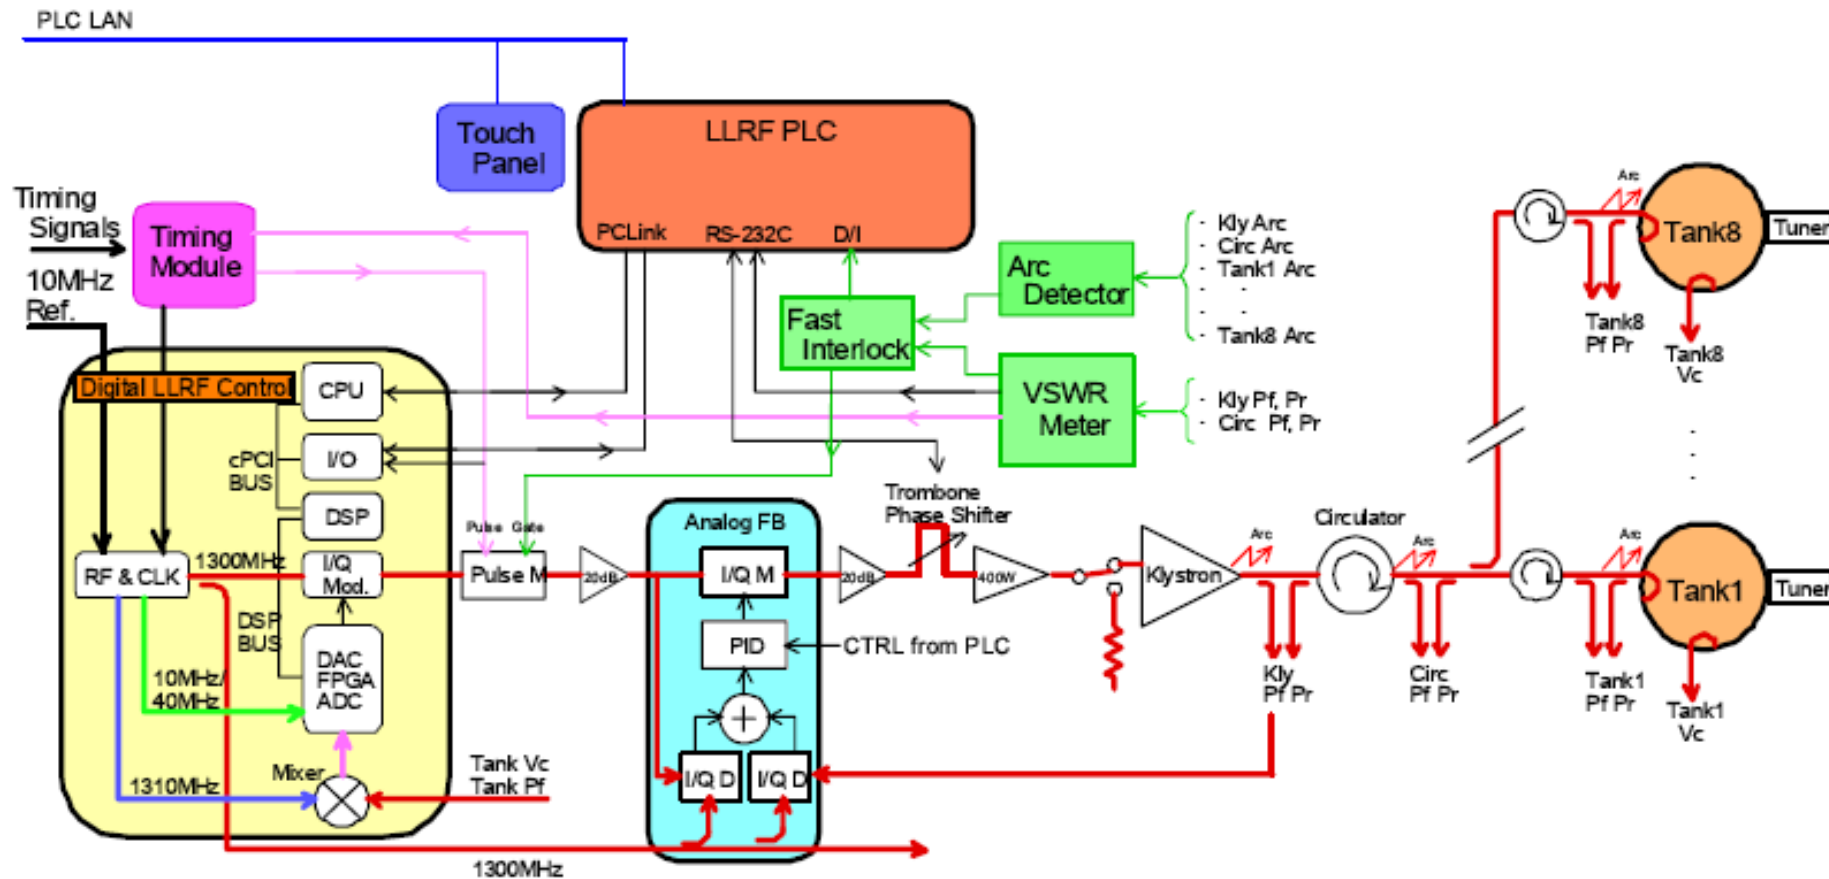 PLC LAN
Touch
Panel
LLRF PLC
PCLink
RS-232C
D/I
Timing
Signals
Timing
Module
10MHz
Ref.
Arc
Detector
- Kly Arc
- Circ Arc
- Tank1 Arc
- .
- .
- Tank8 Arc
Fast
Interlock
VSWR
Meter
- Kly Pf, Pr
- Circ Pf, Pr
Arc
Tank8
Tuner
Tank8
Pf Pr
Tank8
Vc
Digital LLRF Control
CPU
I/O
cPCI
BUS
DSP
RF & CLK
1300MHz
I/Q
Mod.
DSP
BUS
DAC
FPGA
ADC
10MHz/
40MHz
Mixer
1310MHz
Tank Vc
Tank Pf
1300MHz
Pulse
Gate
Pulse M
20dB
Analog FB
I/Q M
PID
CTRL from PLC
I/Q D
I/Q D
20dB
Trombone
Phase Shifter
400W
Klystron
Arc
Kly
Pf Pr
Circulator
Arc
Circ
Pf Pr
Arc
Tank1
Pf Pr
Tank1
Tuner
Tank1
Vc